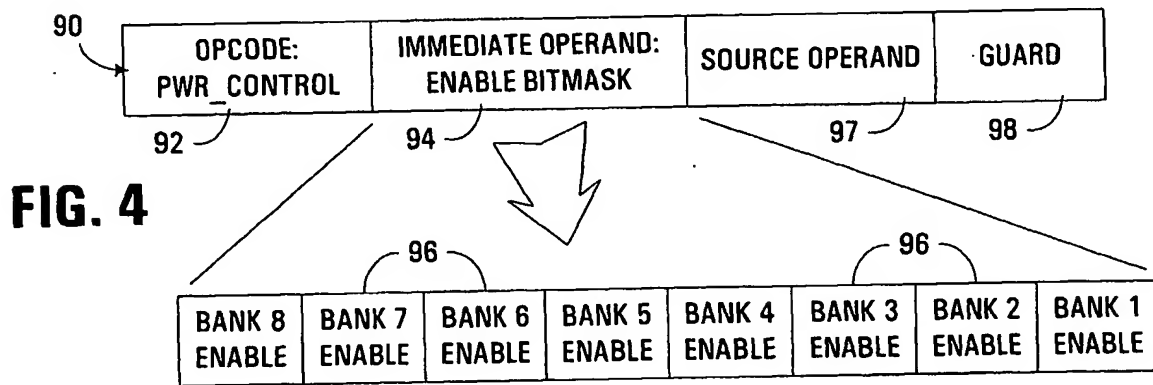 90
OPCODE:
PWR_CONTROL
IMMEDIATE OPERAND:
ENABLE BITMASK
SOURCE OPERAND
GUARD
92
94
97
98
FIG. 4
96
96
BANK 8
ENABLE
BANK 7
ENABLE
BANK 6
ENABLE
BANK 5
ENABLE
BANK 4
ENABLE
BANK 3
ENABLE
BANK 2
ENABLE
BANK 1
ENABLE